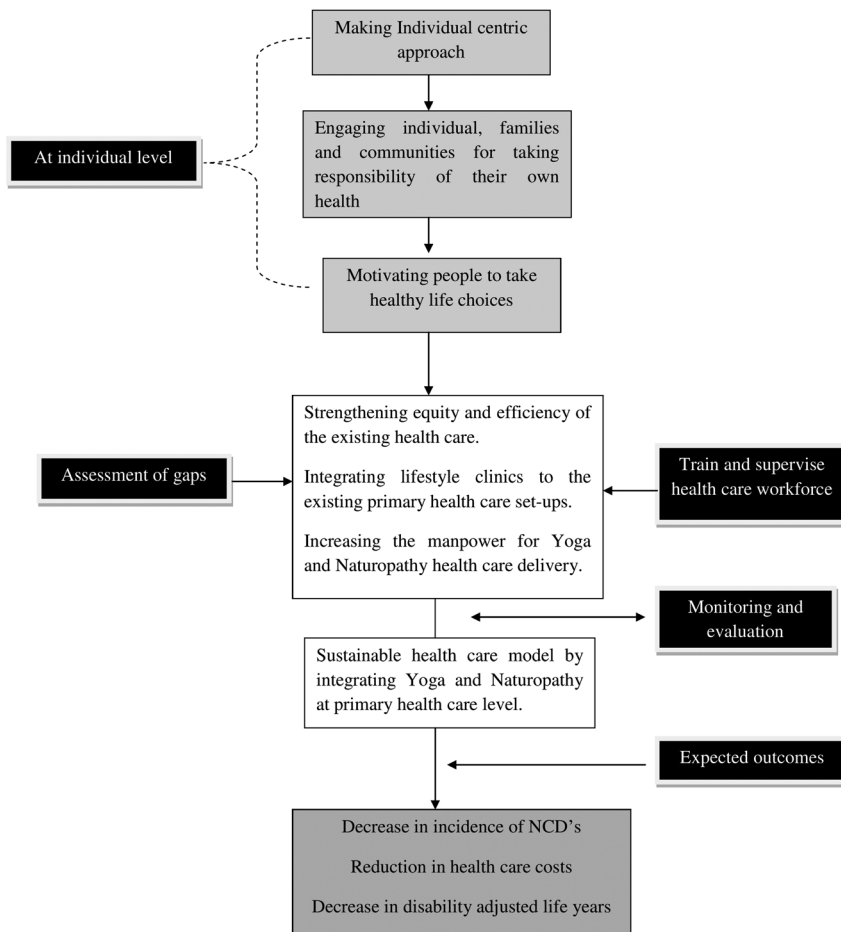 Making Individual centric
approach
Engaging individual, families
and communities for taking
responsibility of their own
health
At individual level
Motivating people to take
healthy life choices
Strengthening equity and efficiency of
the existing health care.
Integrating lifestyle clinics to the
existing primary health care set-ups.
Increasing the manpower for Yoga
and Naturopathy health care delivery.
Assessment of gaps
Train and supervise
health care workforce
Monitoring and
evaluation
Sustainable health care model by
integrating Yoga and Naturopathy
at primary health care level.
Expected outcomes
Decrease in incidence of NCD’s
Reduction in health care costs
Decrease in disability adjusted life years